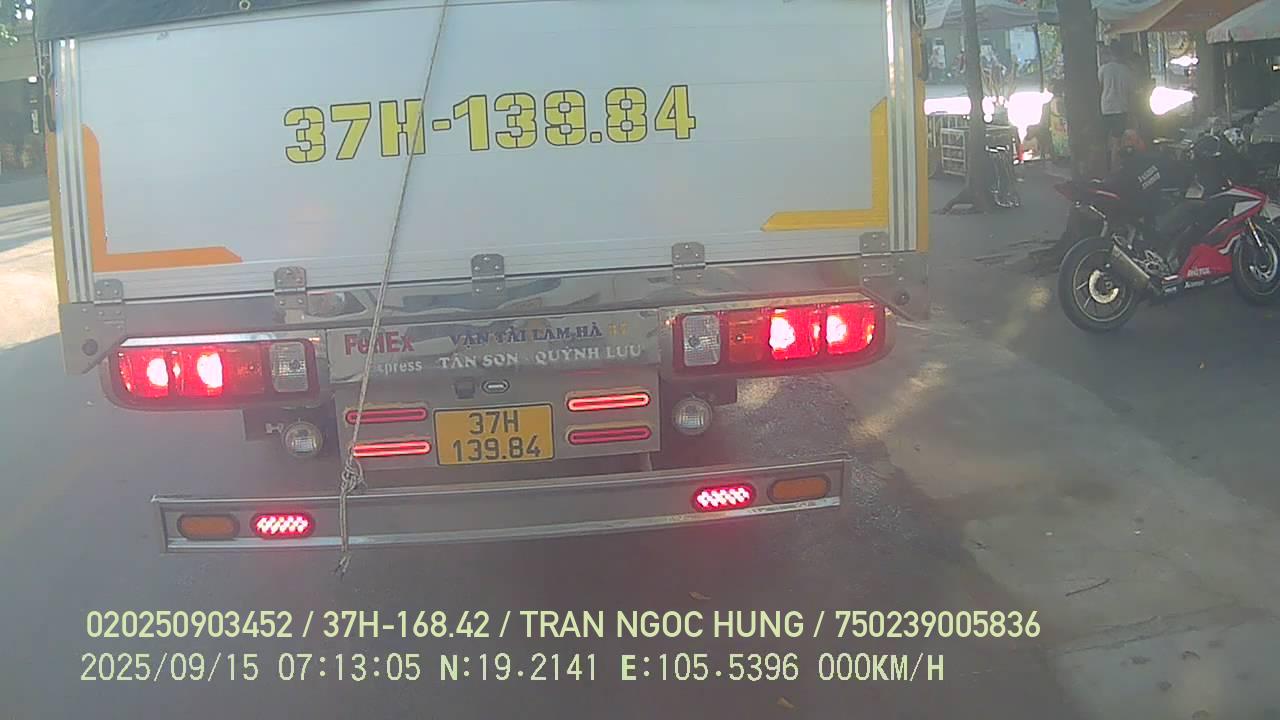 37H-139.84
FedEx VẬN TẢI LÂM HÀ
Express TÂN SƠN - QUỲNH LƯU
37H
139.84
020250903452 / 37H-168.42 / TRAN NGOC HUNG / 750239005836
2025/09/15 07:13:05 N:19.2141 E:105.5396 000KM/H